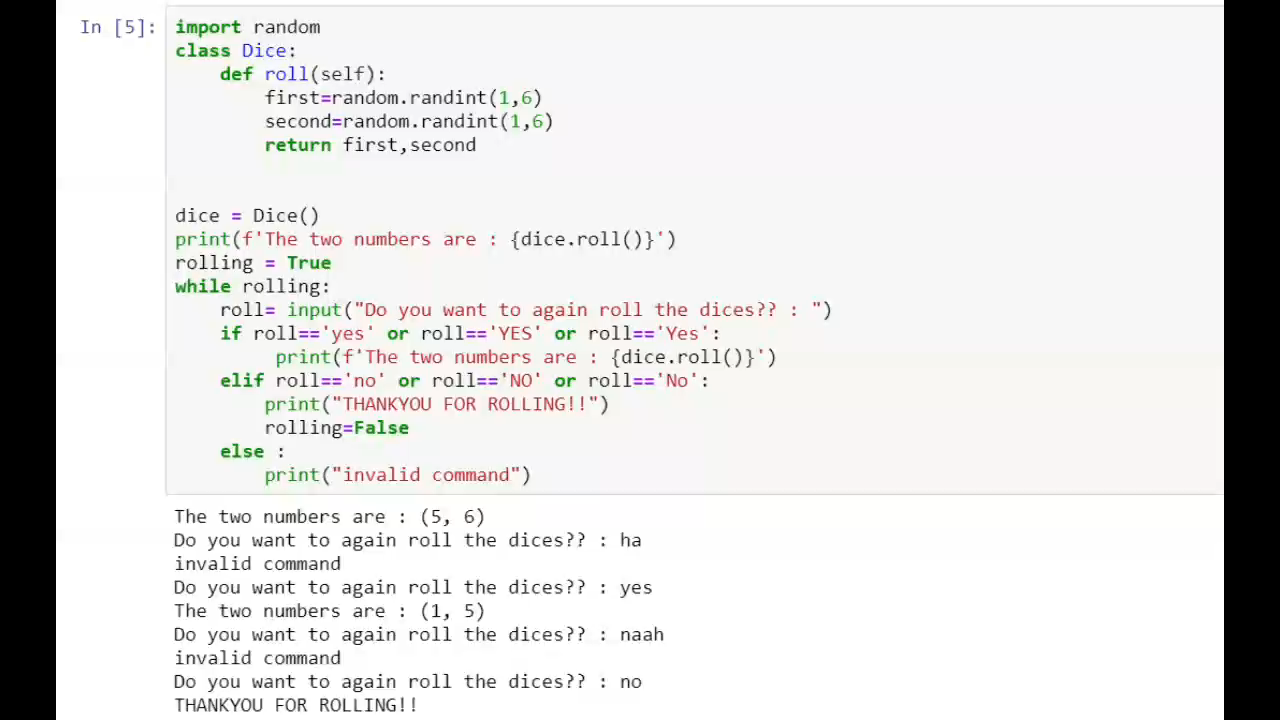 In [5]:
import random
class Dice:
    def roll(self):
        first=random.randint(1,6)
        second=random.randint(1,6)
        return first,second
dice = Dice()
print(f'The two numbers are : {dice.roll()}')
rolling = True
while rolling:
    roll= input("Do you want to again roll the dices?? : ")
    if roll=='yes' or roll=='YES' or roll=='Yes':
         print(f'The two numbers are : {dice.roll()}')
    elif roll=='no' or roll=='NO' or roll=='No':
        print("THANKYOU FOR ROLLING!!")
        rolling=False
    else :
        print("invalid command")
The two numbers are : (5, 6)
Do you want to again roll the dices?? : ha
invalid command
Do you want to again roll the dices?? : yes
The two numbers are : (1, 5)
Do you want to again roll the dices?? : naah
invalid command
Do you want to again roll the dices?? : no
THANKYOU FOR ROLLING!!